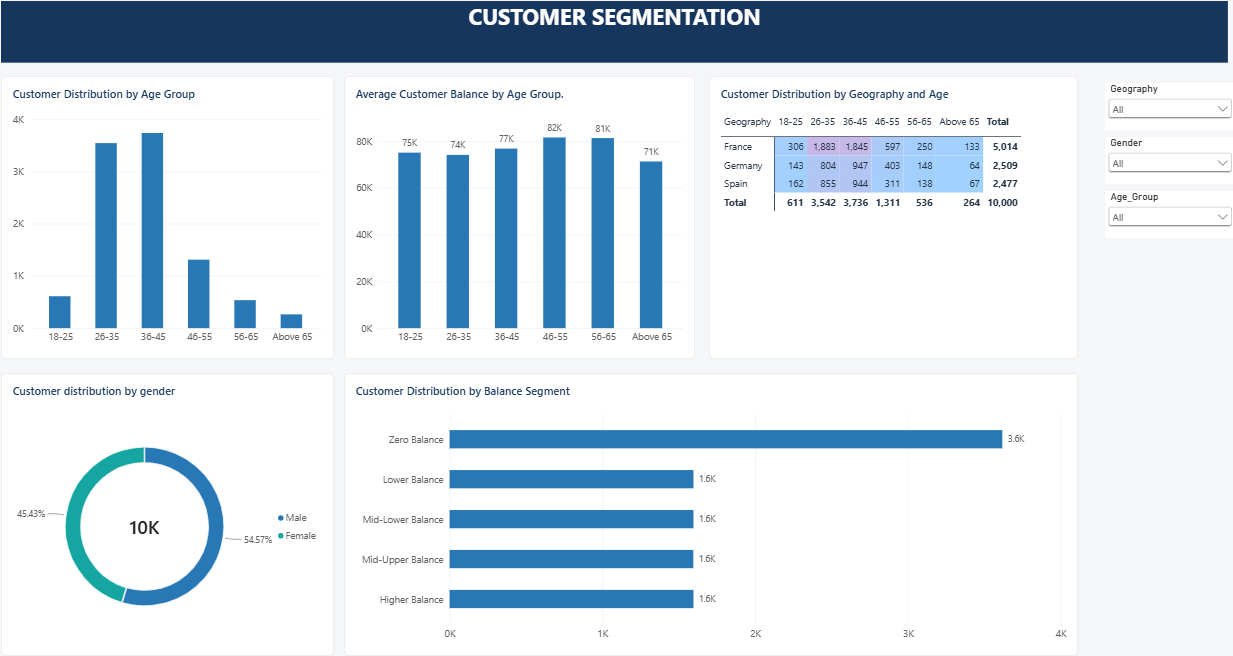 CUSTOMER SEGMENTATION
Customer Distribution by Age Group
4K
3K
2K
1K
0K
18-25 26-35 36-45 46-55 56-65 Above 65
Average Customer Balance by Age Group.
80K
60K
40K
20K
0K
75K 74K 77K 82K 81K 71K
18-25 26-35 36-45 46-55 56-65 Above 65
Customer Distribution by Geography and Age
Geography 18-25 26-35 36-45 46-55 56-65 Above 65 Total
France 306 1,883 1,845 597 250 133 5,014
Germany 143 804 947 403 148 64 2,509
Spain 162 855 944 311 138 67 2,477
Total 611 3,542 3,736 1,311 536 264 10,000
Geography
All
Gender
All
Age_Group
All
Customer distribution by gender
45.43%
10K
54.57%
Male
Female
Customer Distribution by Balance Segment
Zero Balance 3.6K
Lower Balance 1.6K
Mid-Lower Balance 1.6K
Mid-Upper Balance 1.6K
Higher Balance 1.6K
0K 1K 2K 3K 4K